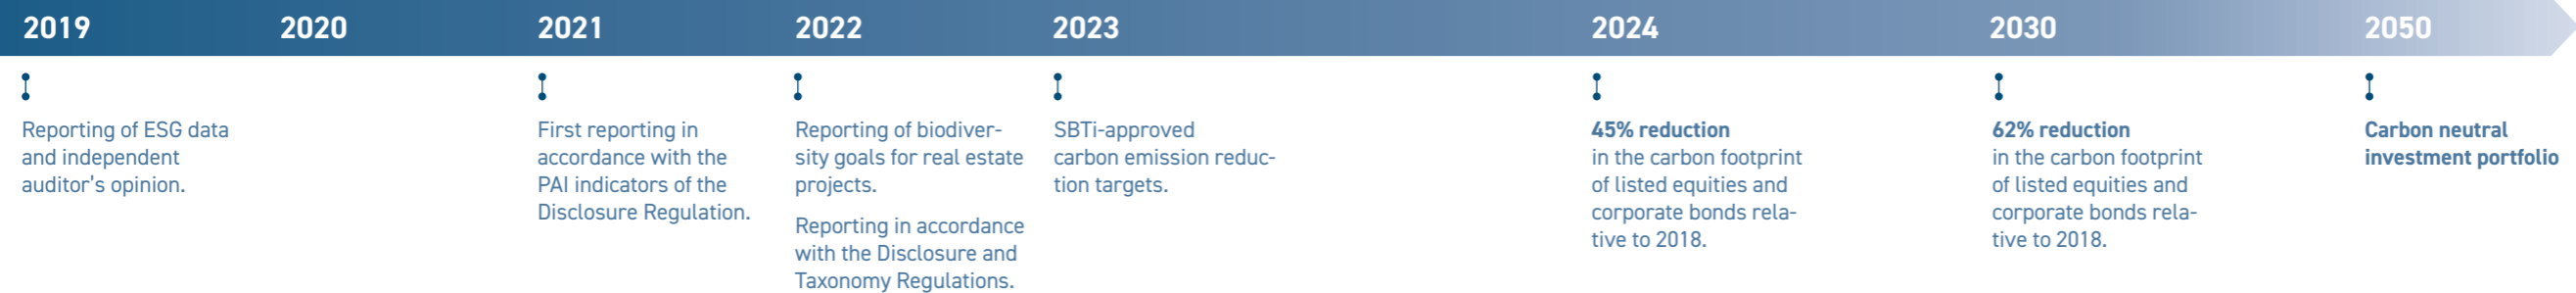 2019
2020
2021
2022
2023
2024
2030
2050
Reporting of ESG data
and independent
auditor's opinion.
First reporting in
accordance with the
PAI indicators of the
Disclosure Regulation.
Reporting of biodiver-
sity goals for real estate
projects.
Reporting in accordance
with the Disclosure and
Taxonomy Regulations.
SBTi-approved
carbon emission reduc-
tion targets.
45% reduction
in the carbon footprint
of listed equities and
corporate bonds rela-
tive to 2018.
62% reduction
in the carbon footprint
of listed equities and
corporate bonds rela-
tive to 2018.
Carbon neutral
investment portfolio